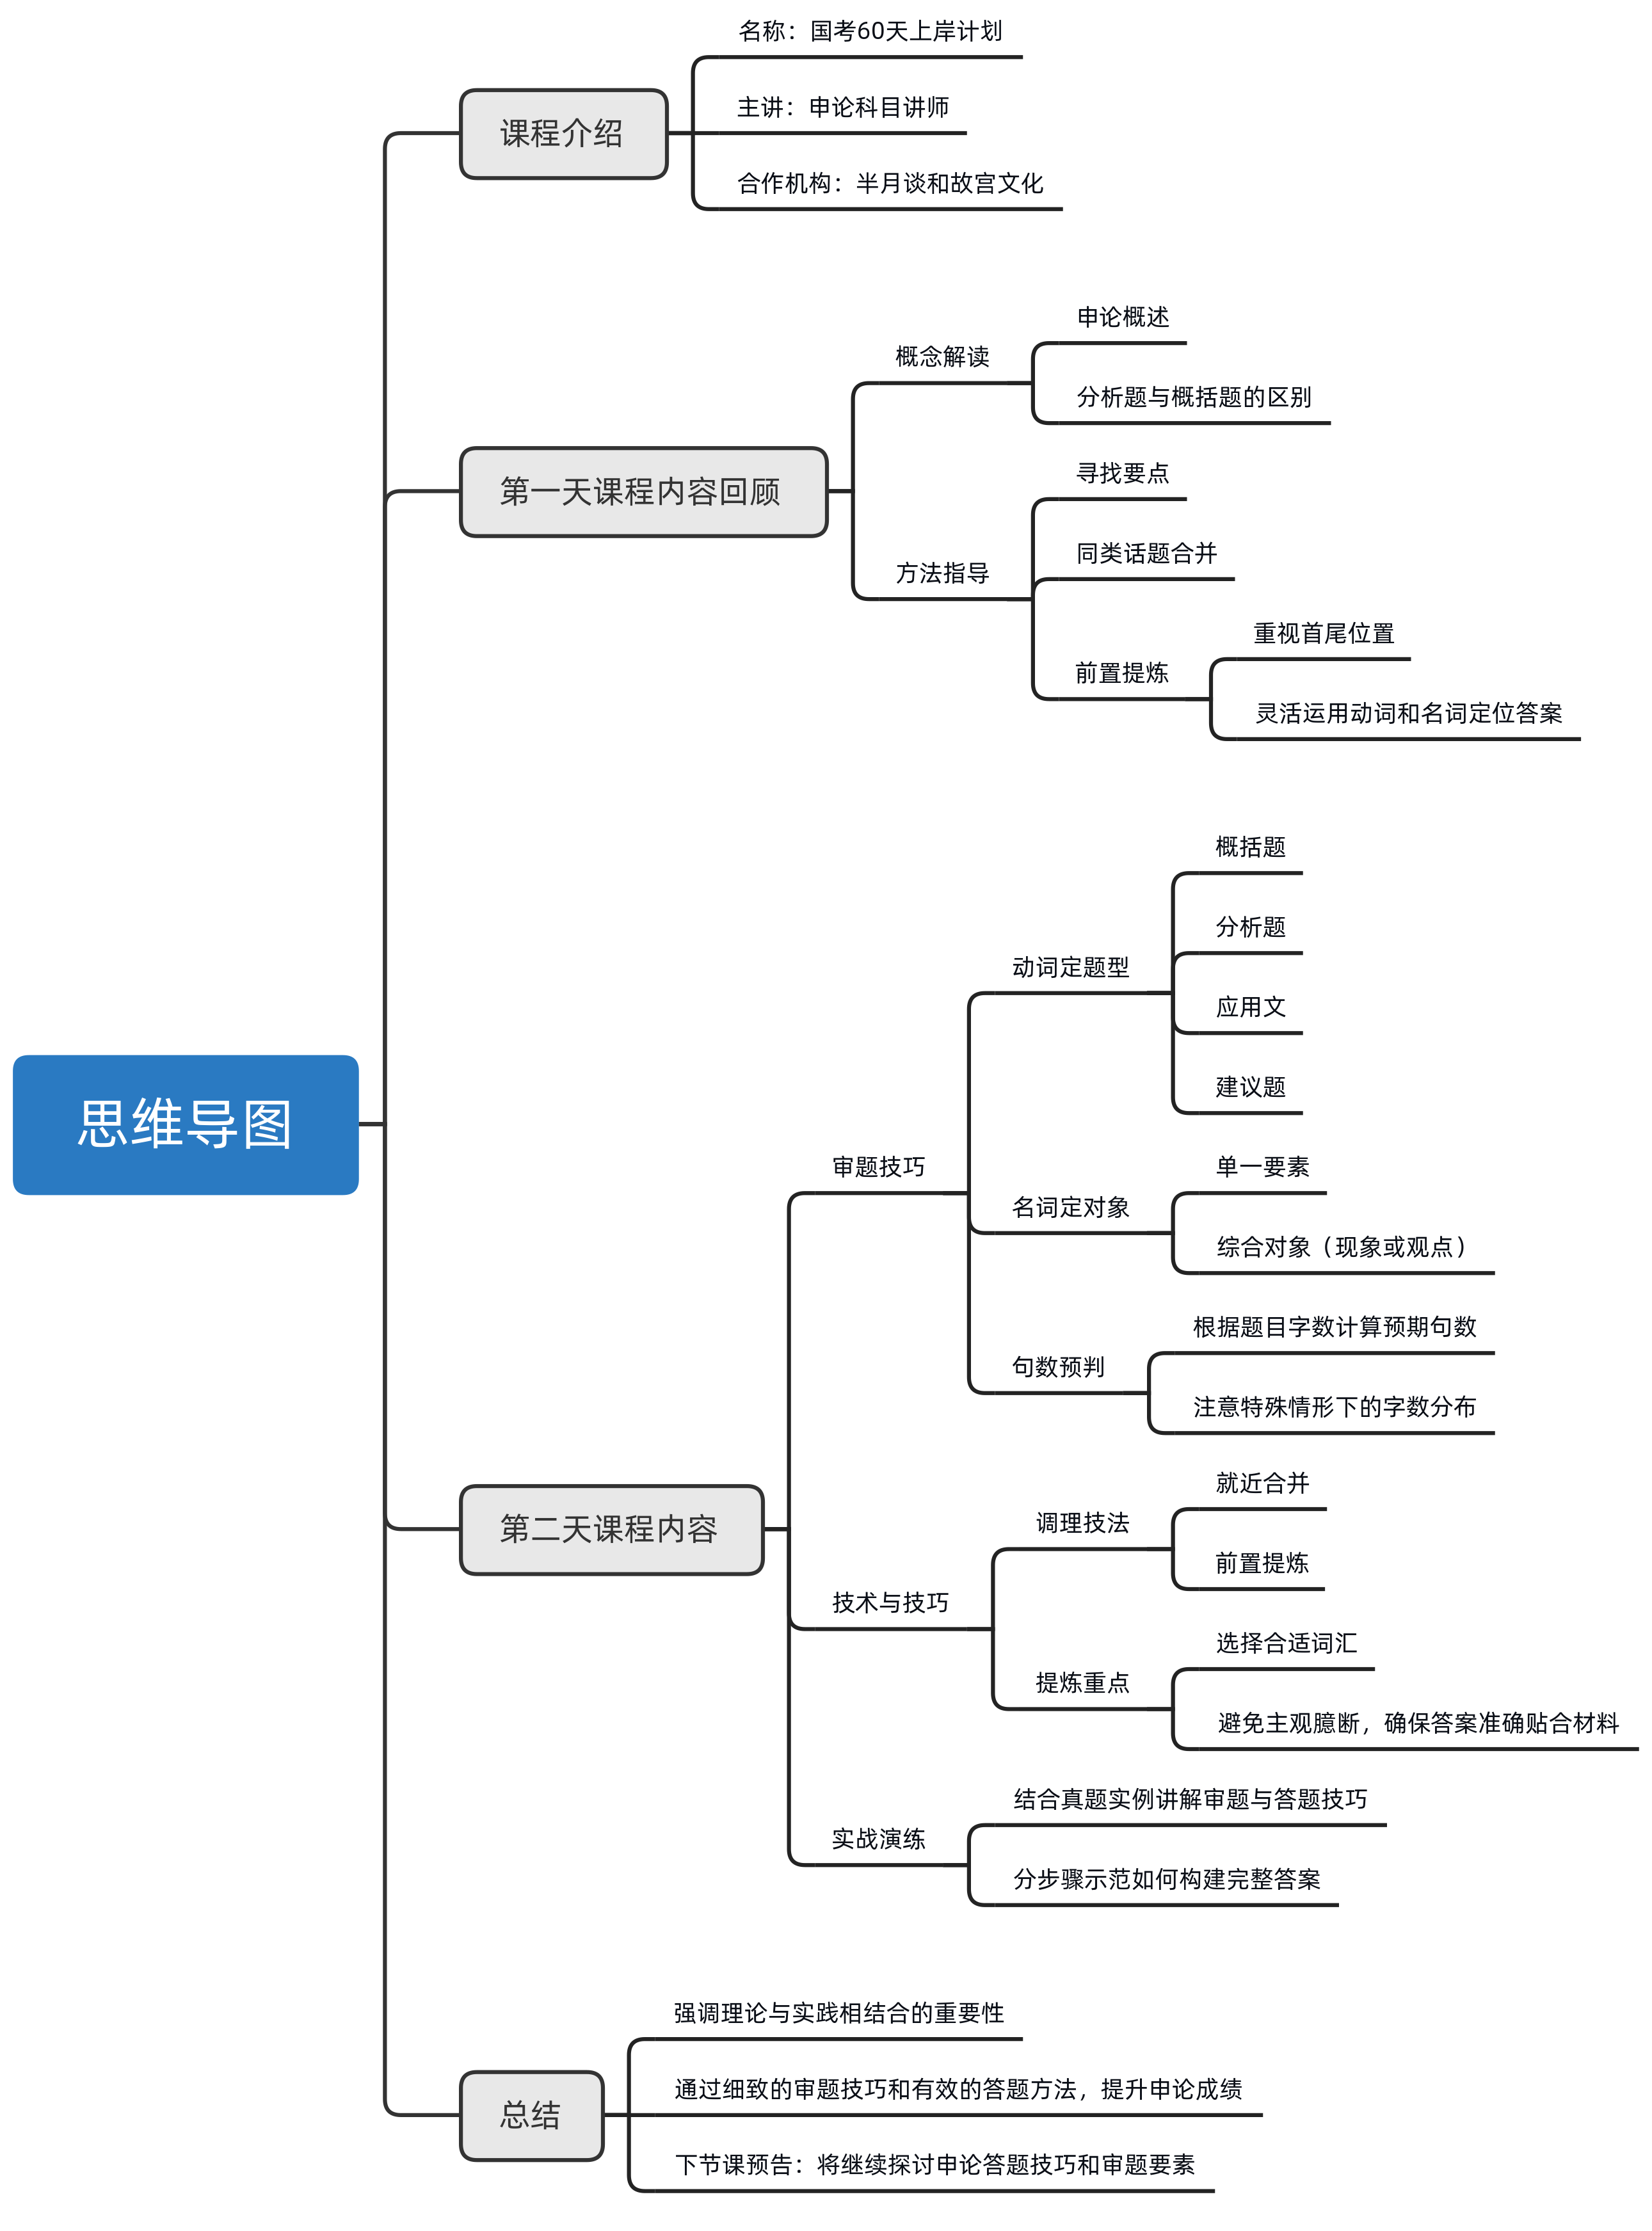 思维导图
课程介绍
名称：国考60天上岸计划
主讲：申论科目讲师
合作机构：半月谈和故宫文化
第一天课程内容回顾
概念解读
申论概述
分析题与概括题的区别
方法指导
寻找要点
同类话题合并
前置提炼
重视首尾位置
灵活运用动词和名词定位答案
第二天课程内容
审题技巧
动词定题型
概括题
分析题
应用文
建议题
名词定对象
单一要素
综合对象（现象或观点）
句数预判
根据题目字数计算预期句数
注意特殊情形下的字数分布
技术与技巧
调理技法
就近合并
前置提炼
提炼重点
选择合适词汇
避免主观臆断，确保答案准确贴合材料
实战演练
结合真题实例讲解审题与答题技巧
分步骤示范如何构建完整答案
总结
强调理论与实践相结合的重要性
通过细致的审题技巧和有效的答题方法，提升申论成绩
下节课预告：将继续探讨申论答题技巧和审题要素